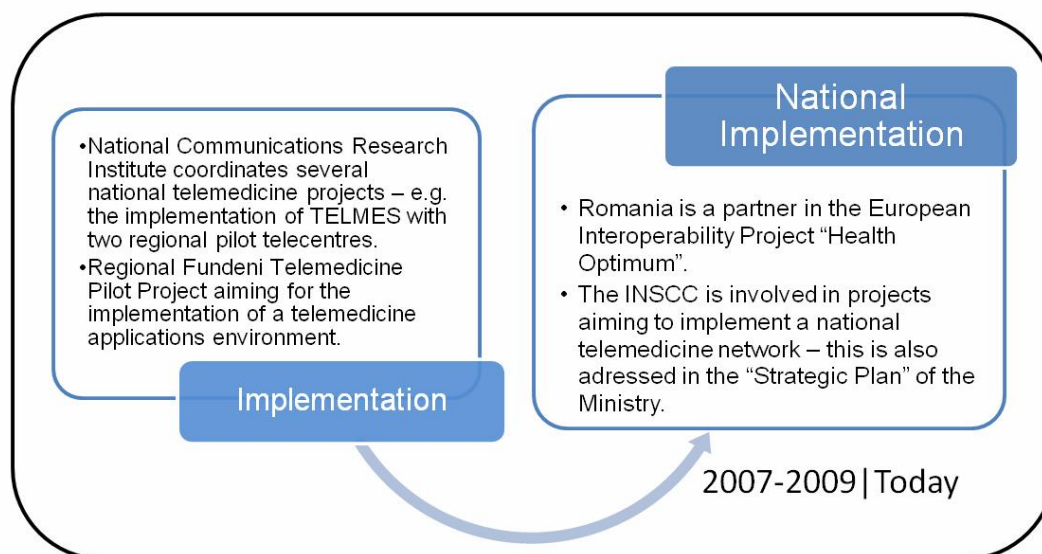 •National Communications Research
Institute coordinates several
national telemedicine projects – e.g.
the implementation of TELMES with
two regional pilot telecentres.
•Regional Fundeni Telemedicine
Pilot Project aiming for the
implementation of a telemedicine
applications environment.
Implementation
National
Implementation
• Romania is a partner in the European
Interoperability Project “Health
Optimum”.
• The INSCC is involved in projects
aiming to implement a national
telemedicine network – this is also
adressed in the “Strategic Plan” of the
Ministry.
2007-2009|Today